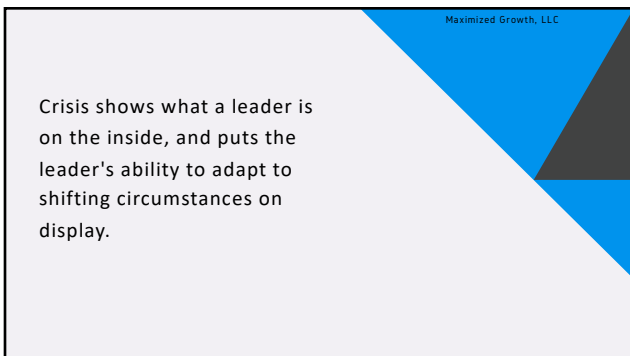 Maximized Growth, LLC
Crisis shows what a leader is
on the inside, and puts the
leader's ability to adapt to
shifting circumstances on
display.